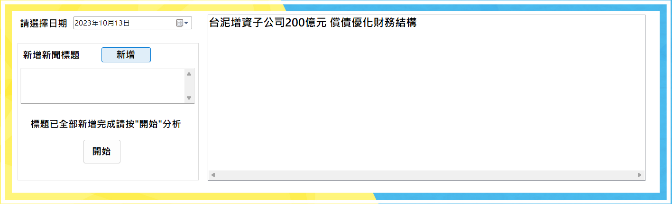 請選擇日期 2023年10月13日
新增新聞標題 新增
標題已全部新增完成請按"開始"分析
開始
台泥增資子公司200億元 償債優化財務結構